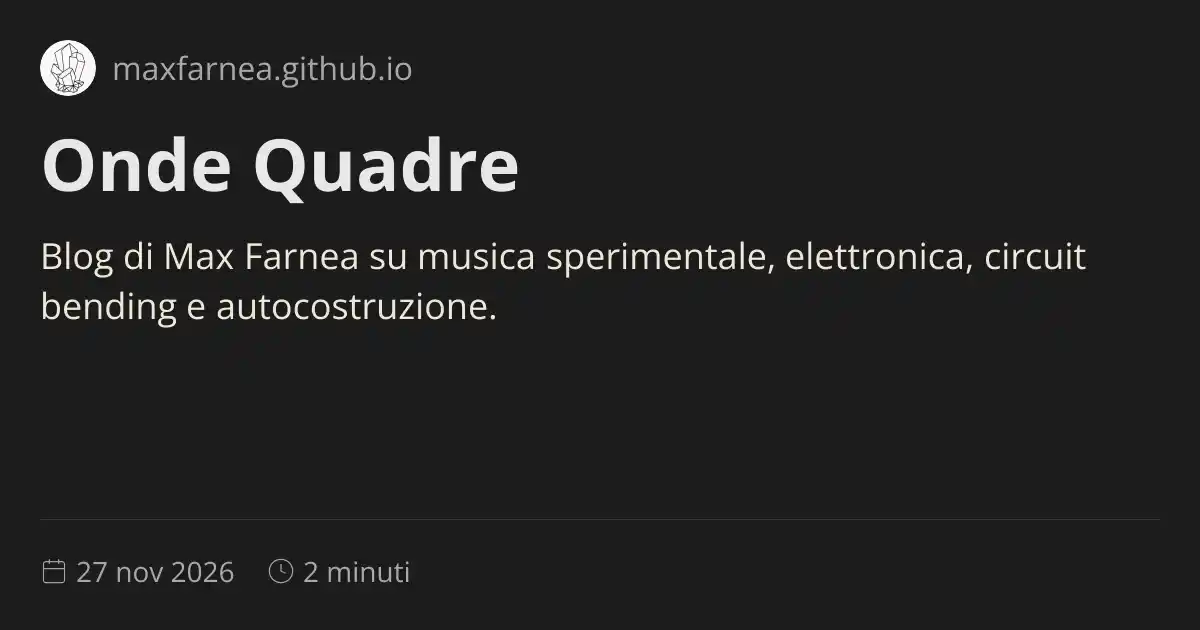 maxfarnea.github.io
Onde Quadre
Blog di Max Farnea su musica sperimentale, elettronica, circuit
bending e autocostruzione.
27 nov 2026 2 minuti